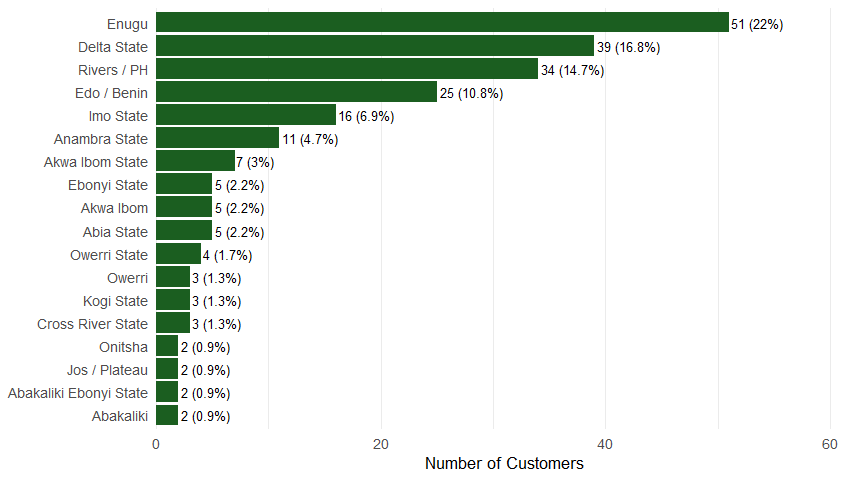 Enugu 51 (22%)
Delta State 39 (16.8%)
Rivers / PH 34 (14.7%)
Edo / Benin 25 (10.8%)
Imo State 16 (6.9%)
Anambra State 11 (4.7%)
Akwa Ibom State 7 (3%)
Ebonyi State 5 (2.2%)
Akwa Ibom 5 (2.2%)
Abia State 5 (2.2%)
Owerri State 4 (1.7%)
Owerri 3 (1.3%)
Kogi State 3 (1.3%)
Cross River State 3 (1.3%)
Onitsha 2 (0.9%)
Jos / Plateau 2 (0.9%)
Abakaliki Ebonyi State 2 (0.9%)
Abakaliki 2 (0.9%)
0 20 40 60
Number of Customers